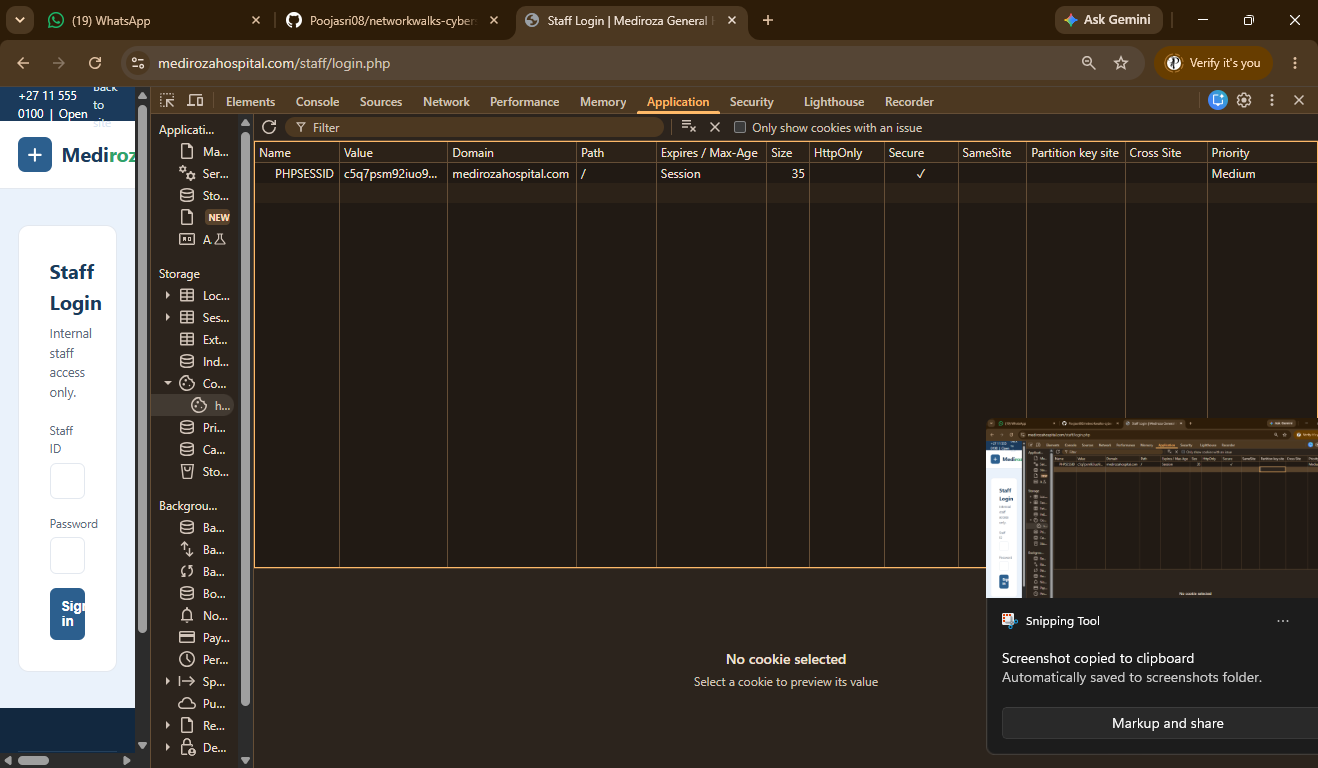 (19) WhatsApp
Poojasri08/networkwalks-cyber
Staff Login | Mediroza General
Ask Gemini
medirozahospital.com/staff/login.php
Verify it's you
+27 11 555
0100 | Open
back
to
site
Mediroz
Staff
Login
Internal
staff
access
only.
Staff
ID
Password
Sign
in
Elements Console Sources Network Performance Memory Application Security Lighthouse Recorder
Applicati...
Ma...
Ser...
Sto...
NEW
A
Storage
Loc...
Ses...
Ext...
Ind...
Co...
h...
Pri...
Ca...
Sto...
Backgrou...
Ba...
Ba...
Ba...
Bo...
No...
Pay...
Per...
Sp...
Pu...
Re...
De...
Filter
Only show cookies with an issue
Name Value Domain Path Expires / Max-Age Size HttpOnly Secure SameSite Partition key site Cross Site Priority
PHPSESSID c5q7psm92iuo9... medirozahospital.com / Session 35 ✓ Medium
No cookie selected
Select a cookie to preview its value
Snipping Tool
Screenshot copied to clipboard
Automatically saved to screenshots folder.
Markup and share